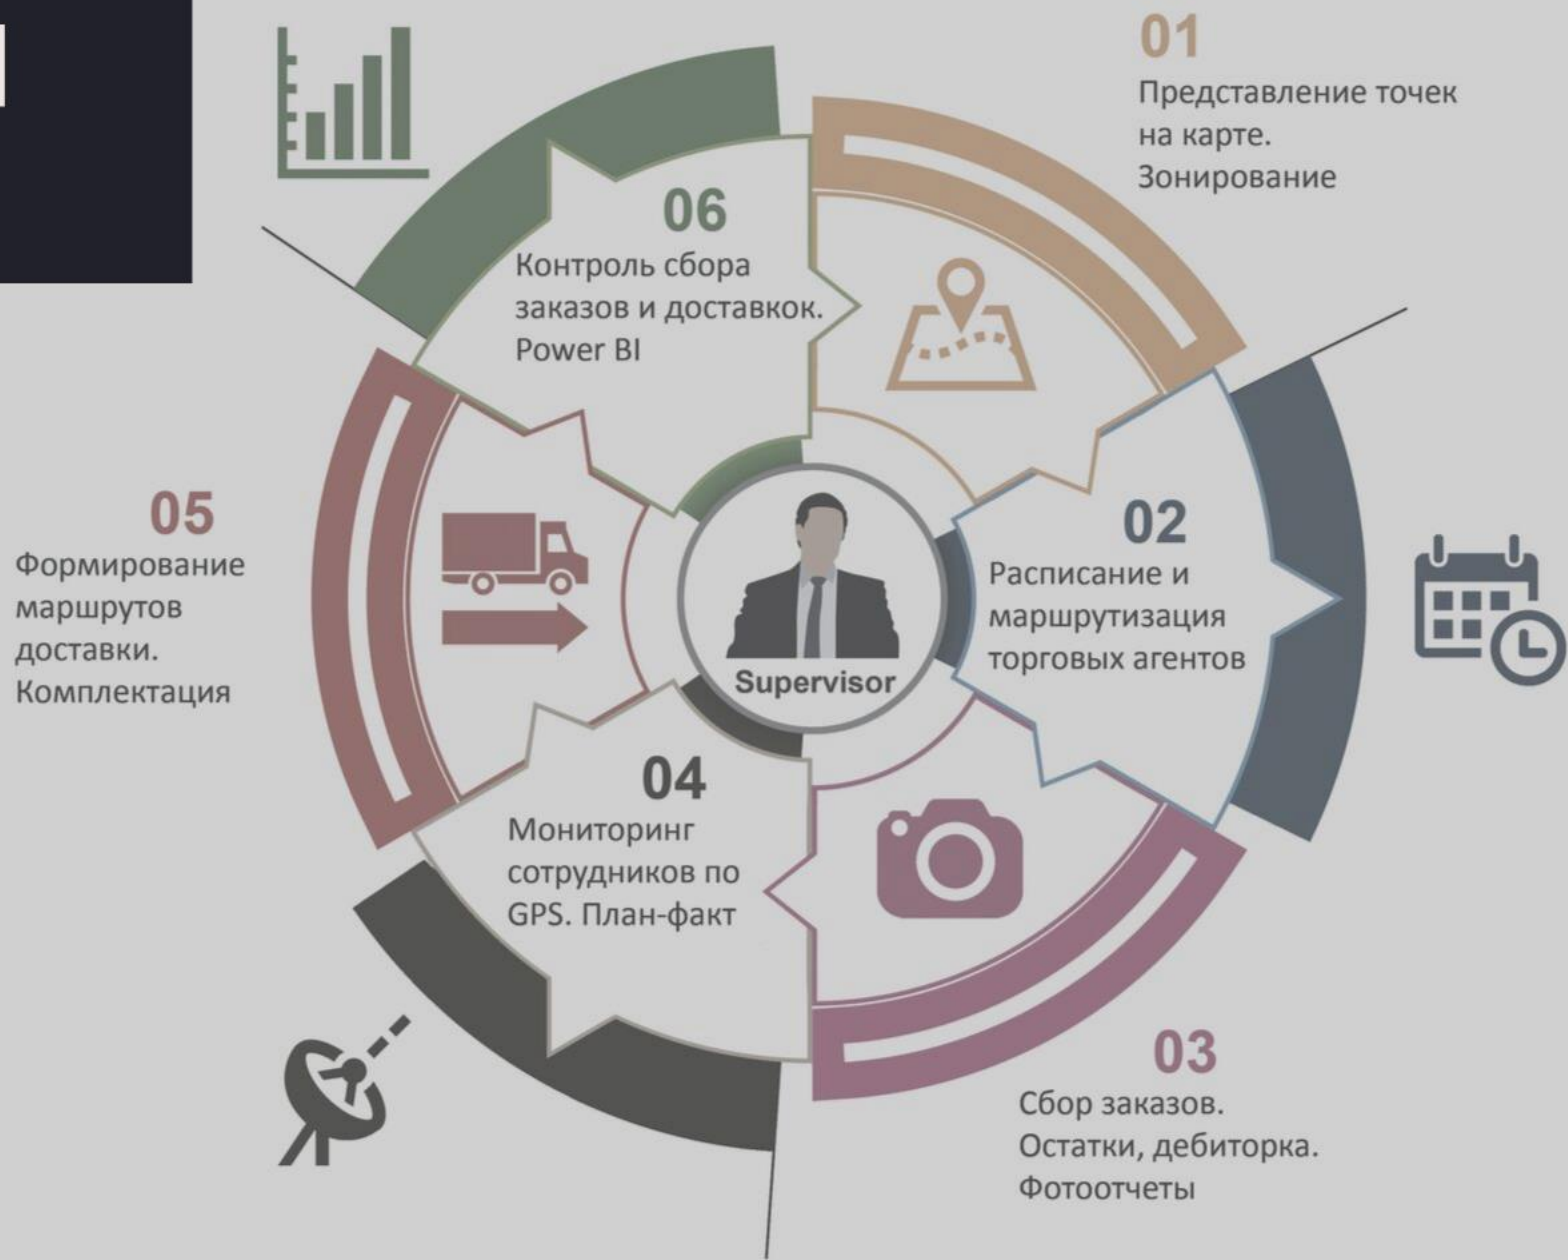 01
Представление точек
на карте.
Зонирование
06
Контроль сбора
заказов и доставкок.
Power BI
02
Расписание и
маршрутизация
торговых агентов
05
Формирование
маршрутов
доставки.
Комплектация
Supervisor
04
Мониторинг
сотрудников по
GPS. План-факт
03
Сбор заказов.
Остатки, дебиторка.
Фотоотчеты